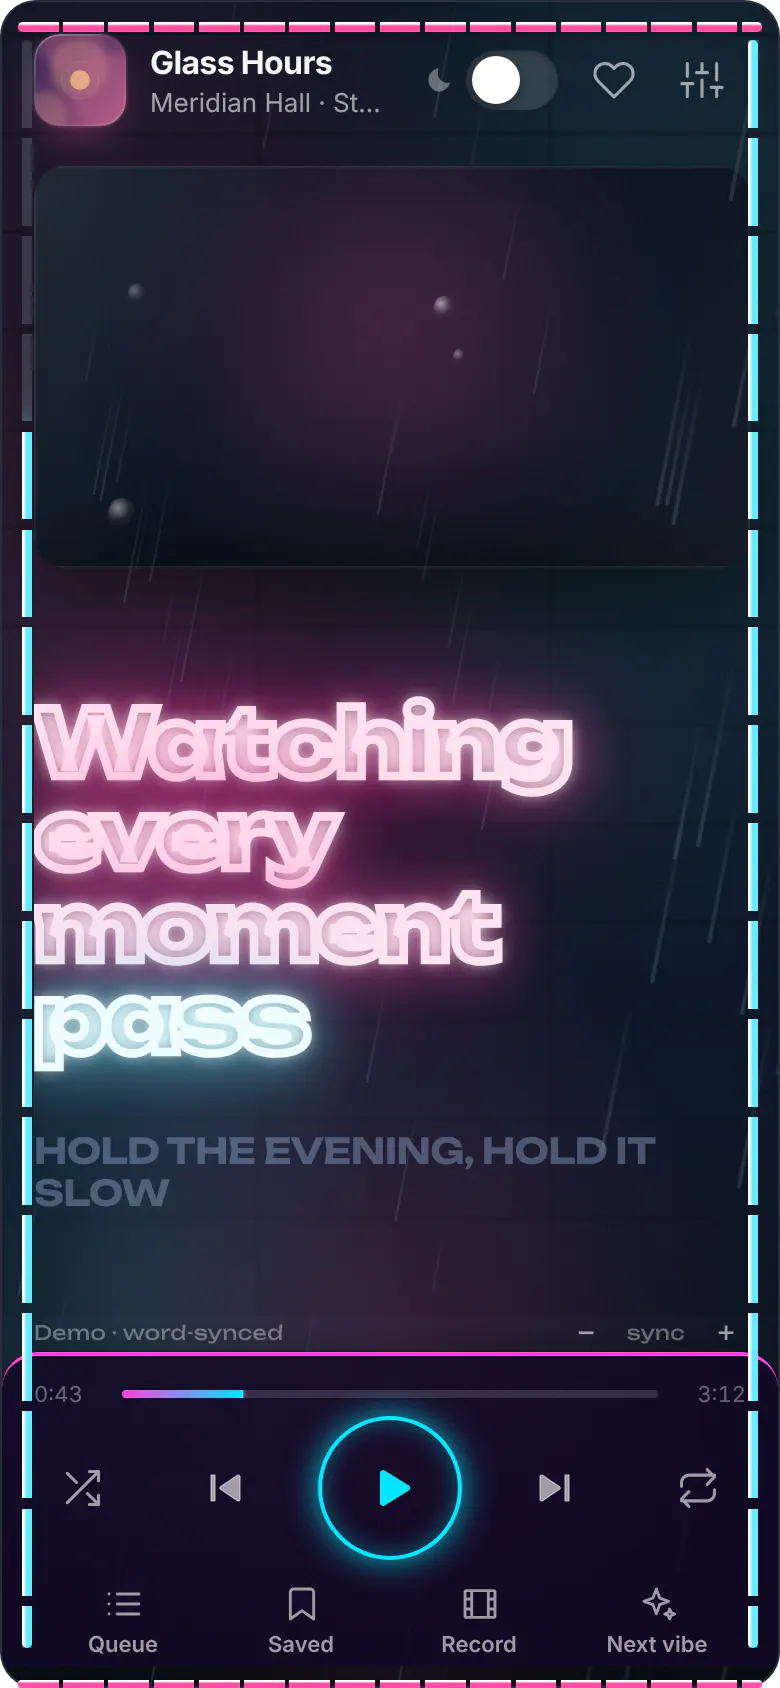 Glass Hours
Meridian Hall · St...
Watching
every
moment
pass
HOLD THE EVENING, HOLD IT
SLOW
Demo · word-synced
− sync +
0:43 3:12
Queue Saved Record Next vibe